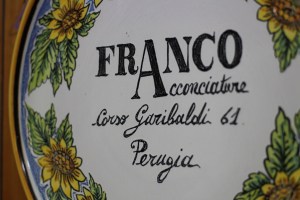 FRANCO
Acconciature
Corso Garibaldi 61
Perugia